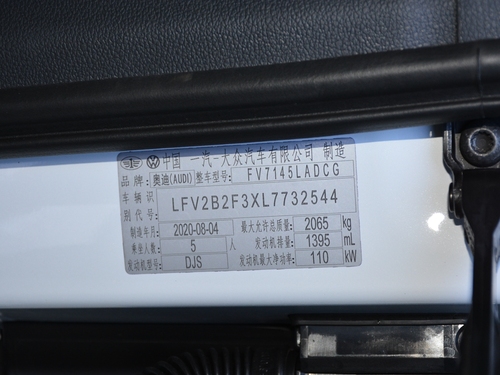 中国 一汽-大众汽车有限公司 制造
品牌: 奥迪(AUDI) 整车型号: FV7145LADCG
车辆识别代号 LFV2B2F3XL7732544
制造年月 2020-08-04 最大允许总质量 2065 kg
乘坐人数 5 人 发动机排量 1395 mL
发动机型号 DJS 发动机最大净功率 110 kW